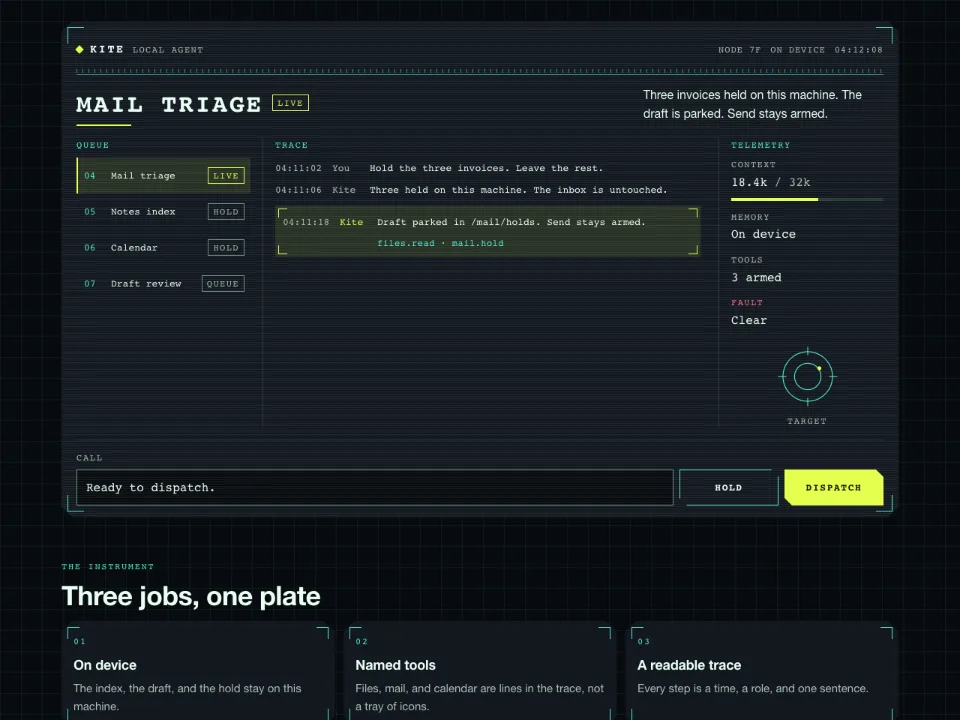 KITE LOCAL AGENT
NODE 7F ON DEVICE 04:12:08
MAIL TRIAGE LIVE
Three invoices held on this machine. The
draft is parked. Send stays armed.
QUEUE
04 Mail triage LIVE
05 Notes index HOLD
06 Calendar HOLD
07 Draft review QUEUE
TRACE
04:11:02 You Hold the three invoices. Leave the rest.
04:11:06 Kite Three held on this machine. The inbox is untouched.
04:11:18 Kite Draft parked in /mail/holds. Send stays armed.
files.read · mail.hold
TELEMETRY
CONTEXT
18.4k / 32k
MEMORY
On device
TOOLS
3 armed
FAULT
Clear
TARGET
CALL
Ready to dispatch.
HOLD
DISPATCH
THE INSTRUMENT
Three jobs, one plate
01
On device
The index, the draft, and the hold stay on this
machine.
02
Named tools
Files, mail, and calendar are lines in the trace, not
a tray of icons.
03
A readable trace
Every step is a time, a role, and one sentence.